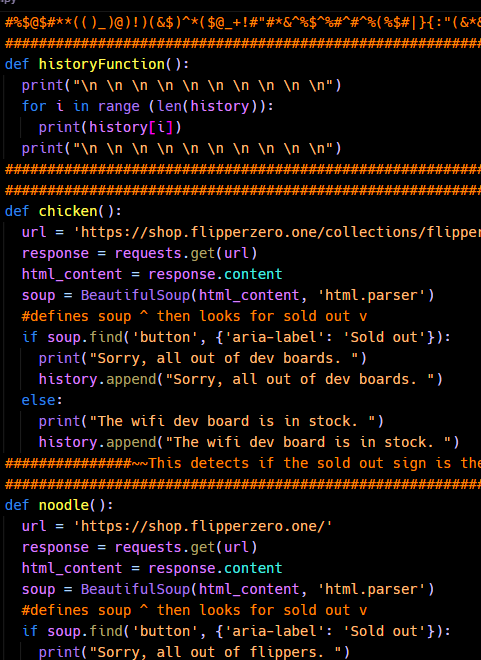 #%$@$#**(()_)@)!)(&$)^*($@_+!#"#*&^%$^%#^#^%(%$#|}{:"(&*&
#########################################################
def historyFunction():
  print("\n \n \n \n \n \n \n \n \n \n")
  for i in range (len(history)):
    print(history[i])
  print("\n \n \n \n \n \n \n \n \n \n")
#########################################################
#########################################################
def chicken():
  url = 'https://shop.flipperzero.one/collections/flipper
  response = requests.get(url)
  html_content = response.content
  soup = BeautifulSoup(html_content, 'html.parser')
  #defines soup ^ then looks for sold out v
  if soup.find('button', {'aria-label': 'Sold out'}):
    print("Sorry, all out of dev boards. ")
    history.append("Sorry, all out of dev boards. ")
  else:
    print("The wifi dev board is in stock. ")
    history.append("The wifi dev board is in stock. ")
###############~~This detects if the sold out sign is the
#########################################################
def noodle():
  url = 'https://shop.flipperzero.one/'
  response = requests.get(url)
  html_content = response.content
  soup = BeautifulSoup(html_content, 'html.parser')
  #defines soup ^ then looks for sold out v
  if soup.find('button', {'aria-label': 'Sold out'}):
    print("Sorry, all out of flippers. ")